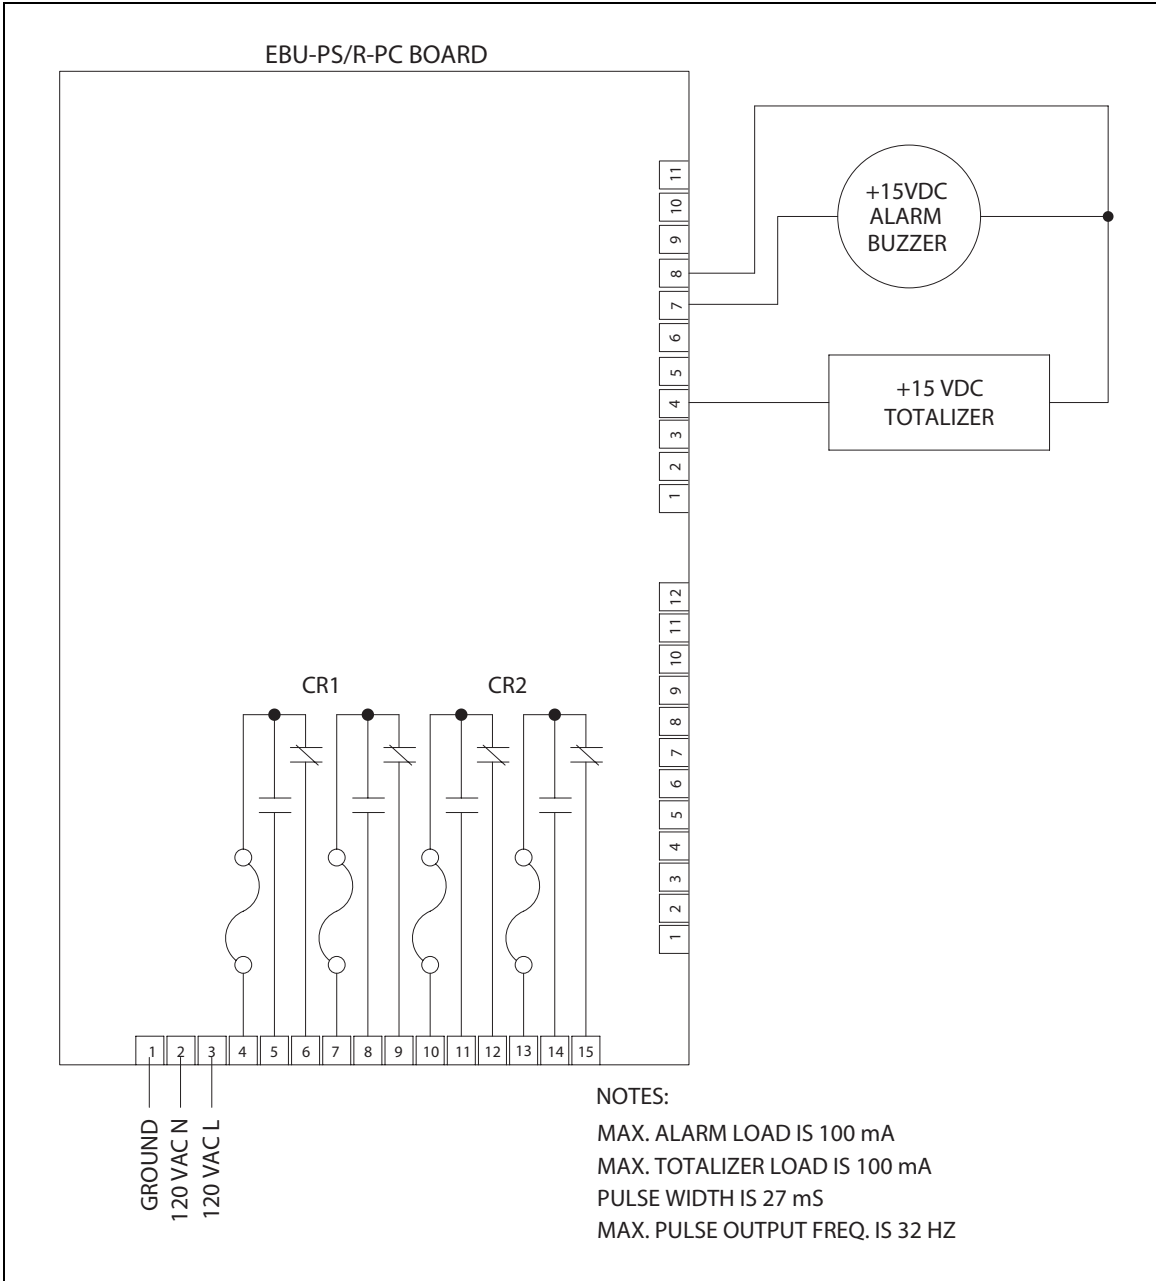 EBU-PS/R-PC BOARD
11
10
9
8
7
6
5
4
3
2
1
+15VDC
ALARM
BUZZER
+15 VDC
TOTALIZER
12
11
10
9
8
7
6
5
4
3
2
1
CR1 CR2
1 2 3 4 5 6 7 8 9 10 11 12 13 14 15
GROUND
120 VAC N
120 VAC L
NOTES:
MAX. ALARM LOAD IS 100 mA
MAX. TOTALIZER LOAD IS 100 mA
PULSE WIDTH IS 27 mS
MAX. PULSE OUTPUT FREQ. IS 32 HZ